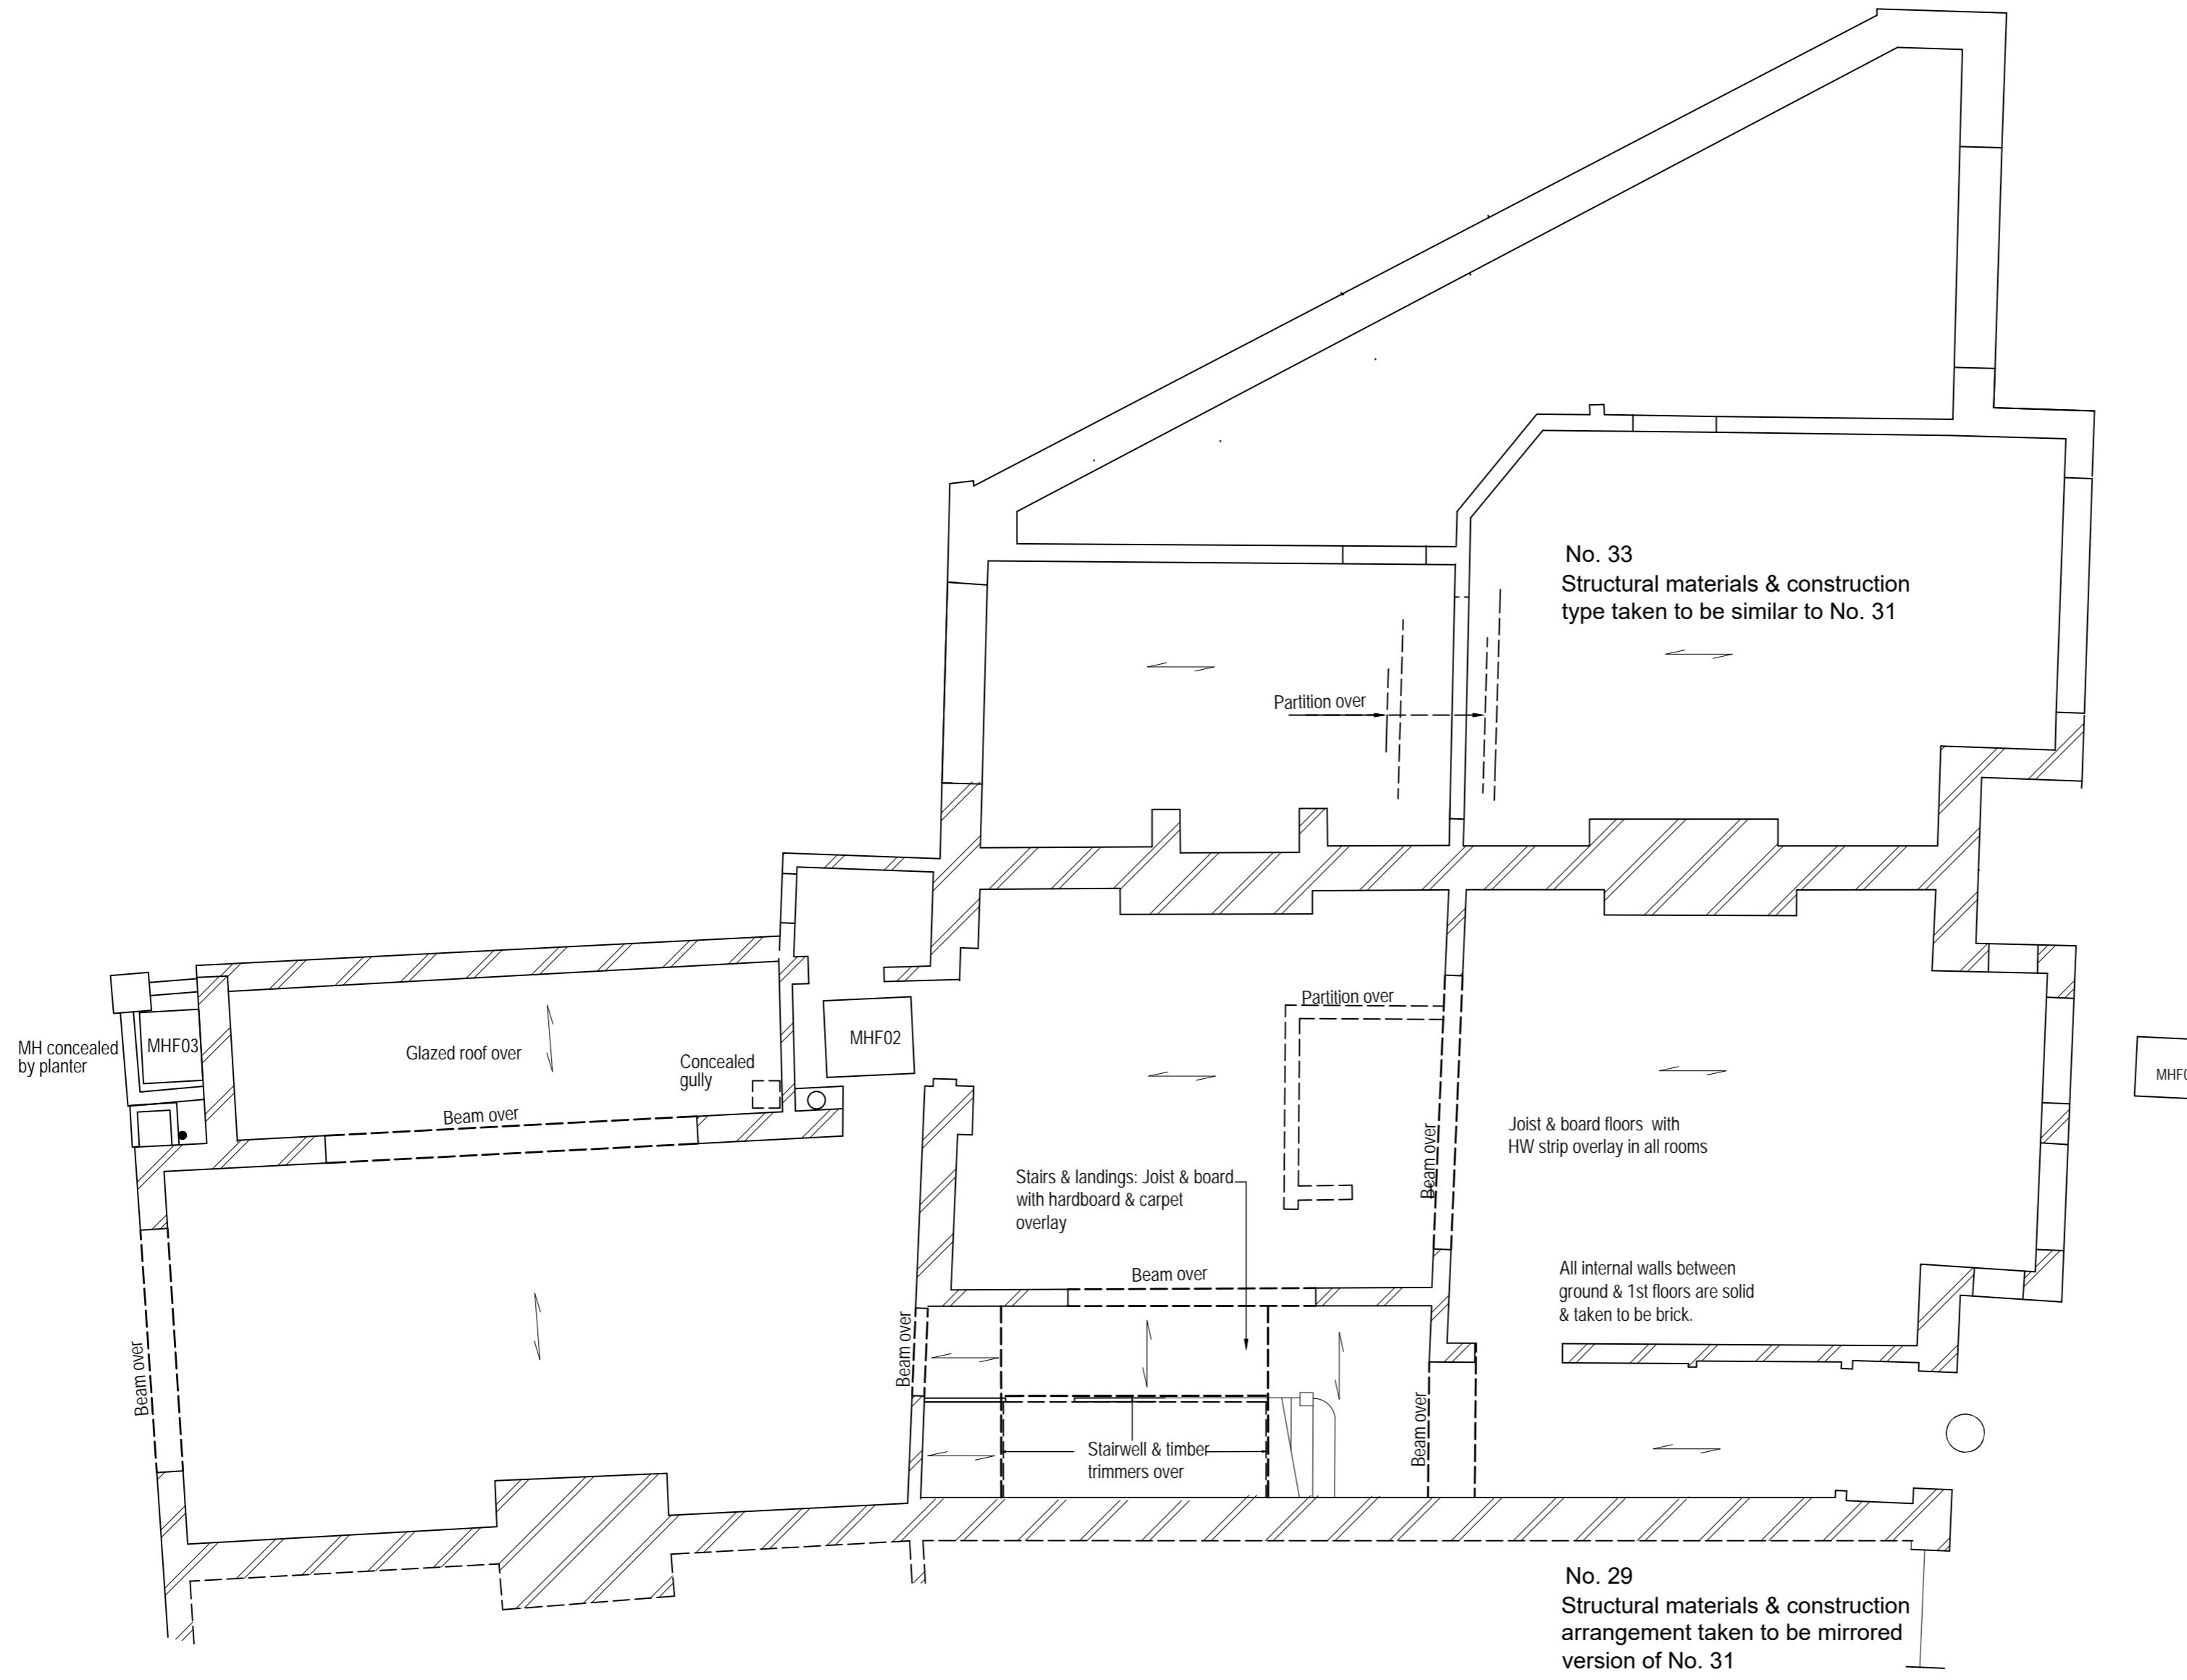 No. 33
Structural materials & construction
type taken to be similar to No. 31
Partition over
Partition over
MHF02
MHF03
MH concealed
by planter
Glazed roof over
Concealed
gully
Beam over
Beam over
Joist & board floors with
HW strip overlay in all rooms
Stairs & landings: Joist & board
with hardboard & carpet
overlay
Beam over
All internal walls between
ground & 1st floors are solid
& taken to be brick.
Beam over
Beam over
Beam over
Stairwell & timber
trimmers over
No. 29
Structural materials & construction
arrangement taken to be mirrored
version of No. 31